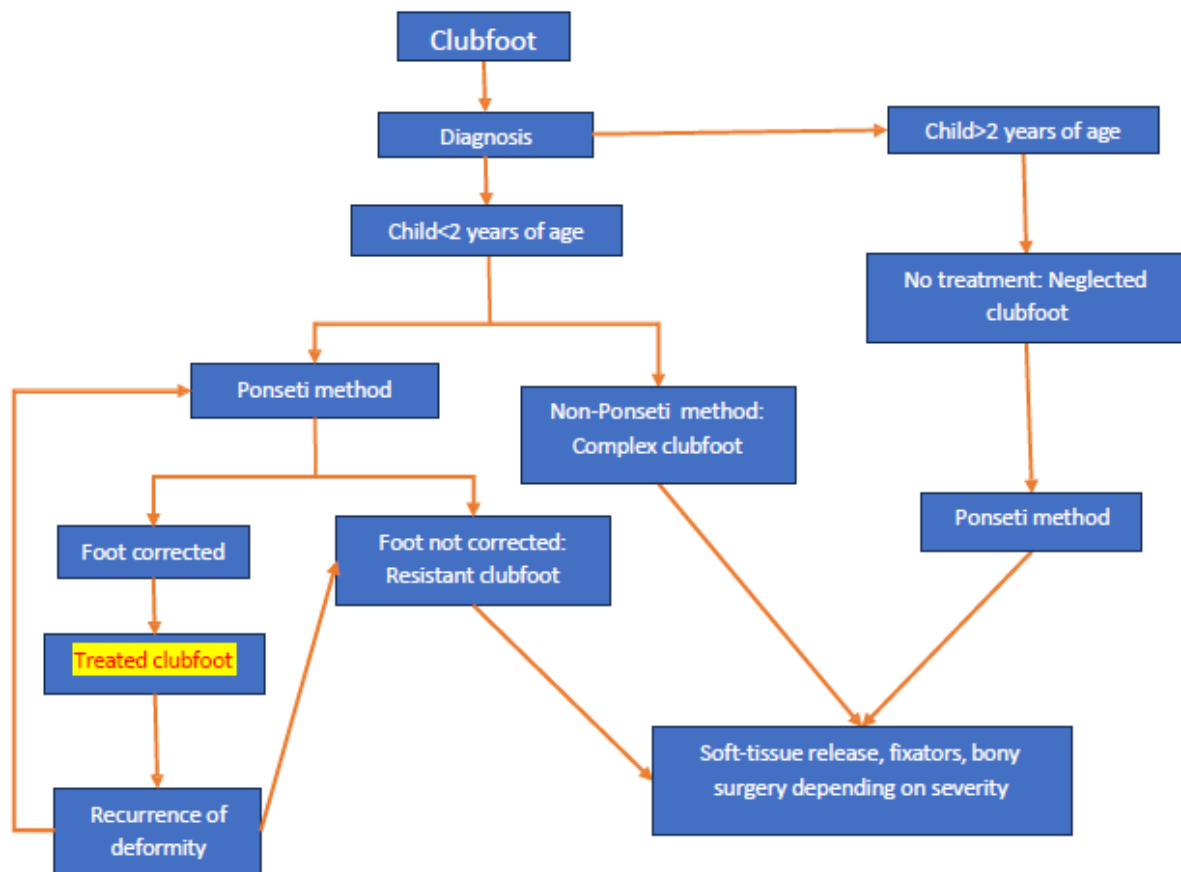 Clubfoot
Diagnosis
Child>2 years of age
Child<2 years of age
No treatment: Neglected
clubfoot
Ponseti method
Non-Ponseti method:
Complex clubfoot
Ponseti method
Foot corrected
Foot not corrected:
Resistant clubfoot
Treated clubfoot
Soft-tissue release, fixators, bony
surgery depending on severity
Recurrence of
deformity